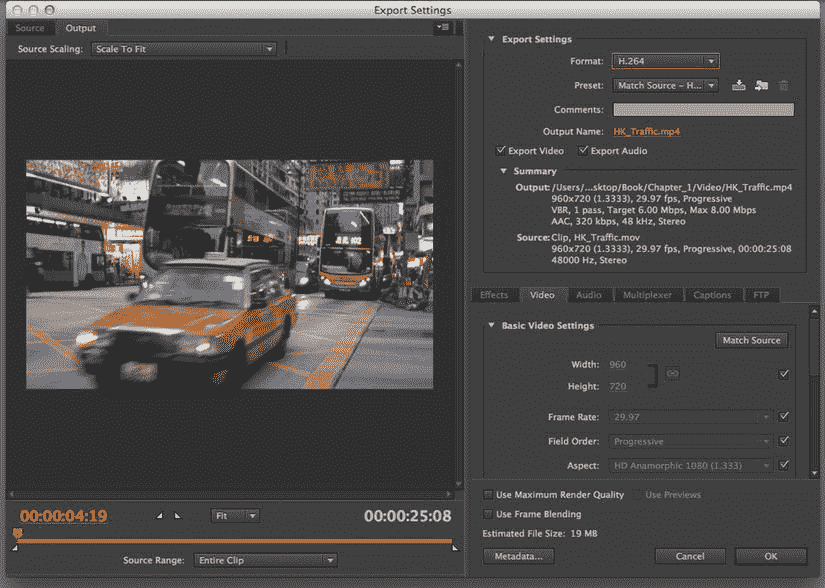 Export Settings
Source
Output
Source Scaling: Scale To Fit
00:00:04:19
Fit
00:00:25:08
Source Range: Entire Clip
Export Settings
Format: H.264
Preset: Match Source – H...
Comments:
Output Name: HK_Traffic.mp4
Export Video Export Audio
Summary
Output: /Users/...sktop/Book/Chapter_1/Video/HK_Traffic.mp4
960x720 (1.3333), 29.97 fps, Progressive
VBR, 1 pass, Target 6.00 Mbps, Max 8.00 Mbps
AAC, 320 kbps, 48 kHz, Stereo
Source: Clip, HK_Traffic.mov
960x720 (1.3333), 29.97 fps, Progressive, 00:00:25:08
48000 Hz, Stereo
Effects Video Audio Multiplexer Captions FTP
Basic Video Settings
Match Source
Width: 960
Height: 720
Frame Rate: 29.97
Field Order: Progressive
Aspect: HD Anamorphic 1080 (1.333)
Use Maximum Render Quality Use Previews
Use Frame Blending
Estimated File Size: 19 MB
Metadata... Cancel OK